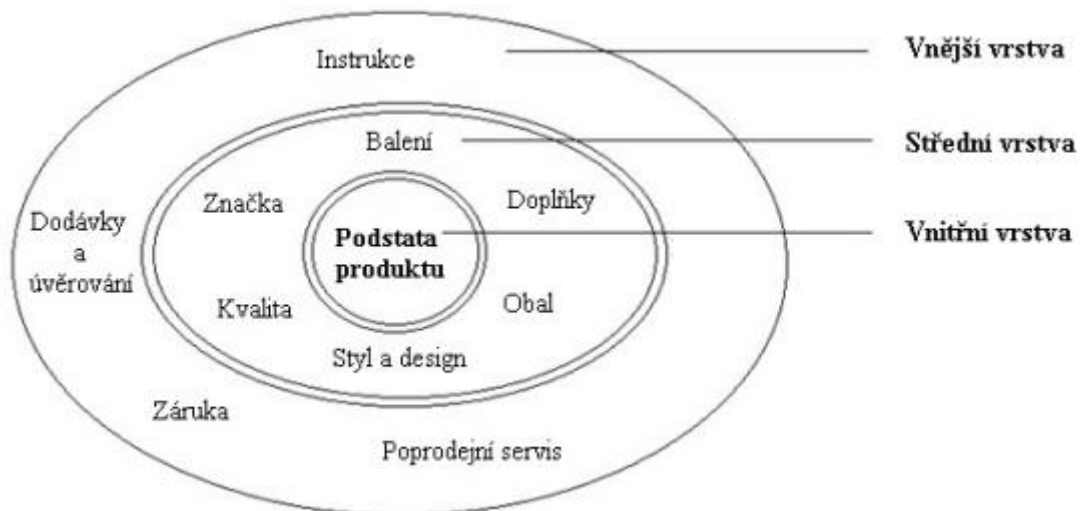 Instrukce
Vnější vrstva
Balení
Střední vrstva
Značka
Doplňky
Dodávky
a
úvěrování
Podstata
produktu
Vnitřní vrstva
Kvalita
Obal
Styl a design
Záruka
Poprodejní servis